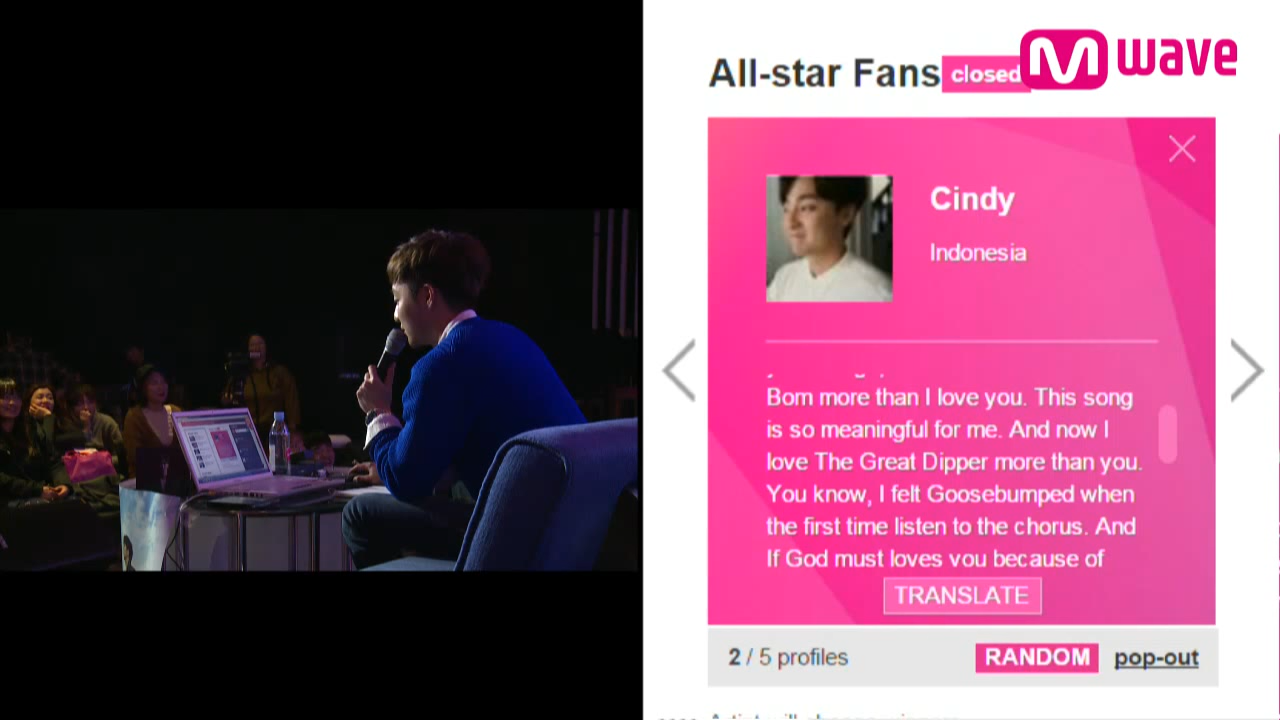 M wave
All-star Fans closed
Cindy
Indonesia
Born more than I love you. This song
is so meaningful for me. And now I
love The Great Dipper more than you.
You know, I felt Goosebumped when
the first time listen to the chorus. And
If God must loves you because of
TRANSLATE
2 / 5 profiles
RANDOM
pop-out